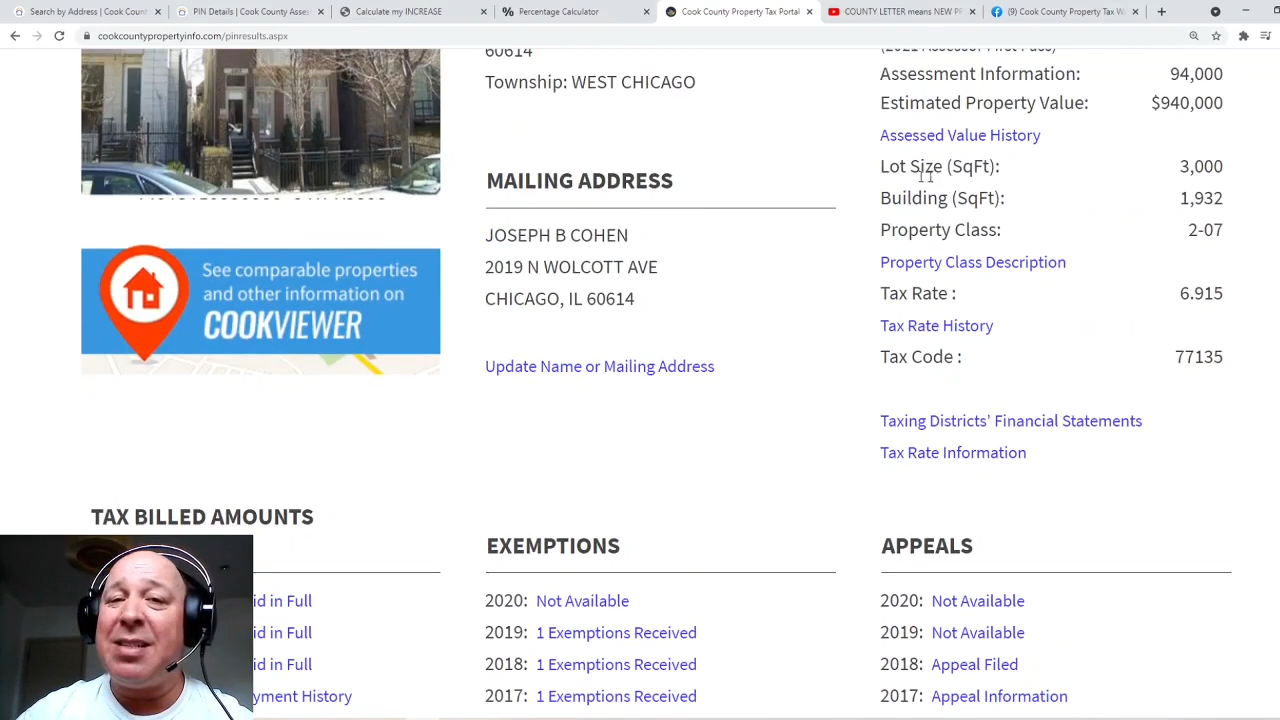 Search by Address | Cook Coun
PIN Details | Cook County Asses
Calculate my INCREASE
Percentage Calculator
Cook County Property Tax Portal
COUNTY LETTER means NEW PR
(9) Cook County Property Tax W
cookcountypropertyinfo.com/pinresults.aspx
60614
Township: WEST CHICAGO
MAILING ADDRESS
JOSEPH B COHEN
2019 N WOLCOTT AVE
CHICAGO, IL 60614
Update Name or Mailing Address
(2021 Assessor First Pass)
Assessment Information: 94,000
Estimated Property Value: $940,000
Assessed Value History
Lot Size (SqFt): 3,000
Building (SqFt): 1,932
Property Class: 2-07
Property Class Description
Tax Rate : 6.915
Tax Rate History
Tax Code : 77135
Taxing Districts' Financial Statements
Tax Rate Information
See comparable properties
and other information on
COOKVIEWER
TAX BILLED AMOUNTS
id in Full
id in Full
id in Full
yment History
EXEMPTIONS
2020: Not Available
2019: 1 Exemptions Received
2018: 1 Exemptions Received
2017: 1 Exemptions Received
APPEALS
2020: Not Available
2019: Not Available
2018: Appeal Filed
2017: Appeal Information